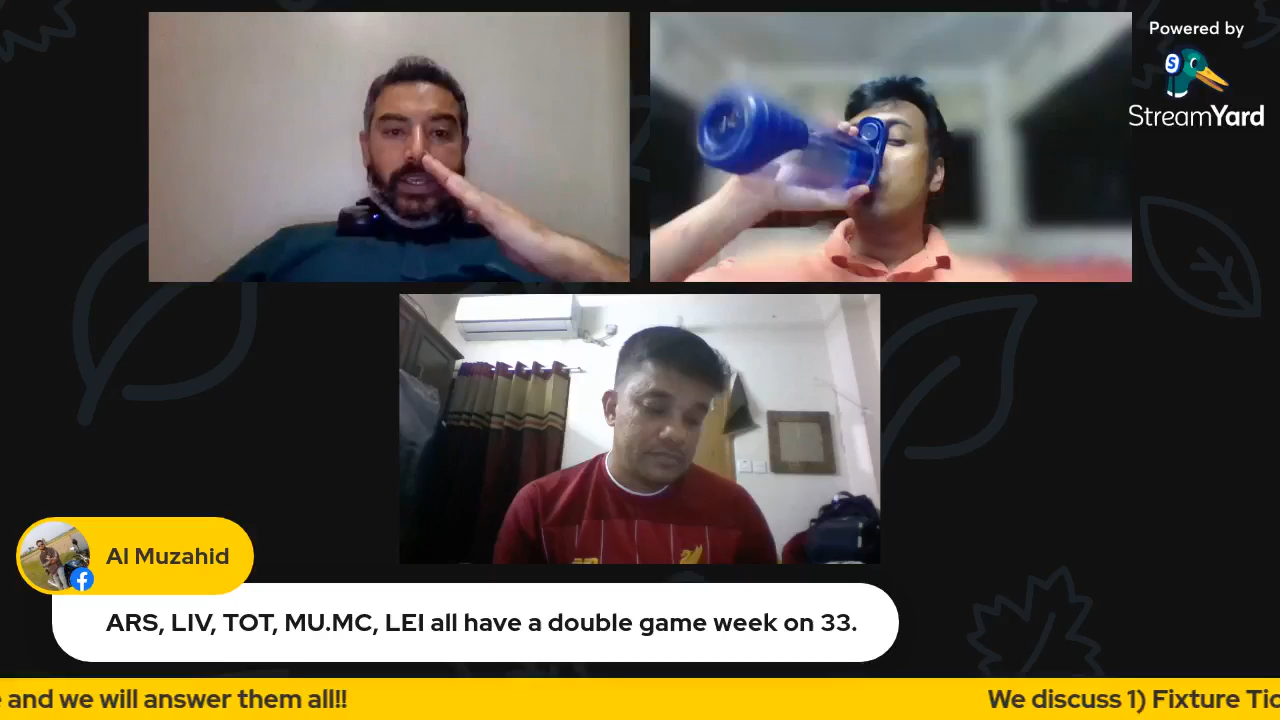 Powered by
S
StreamYard
Al Muzahid
ARS, LIV, TOT, MU.MC, LEI all have a double game week on 33.
and we will answer them all!!
We discuss 1) Fixture Tic